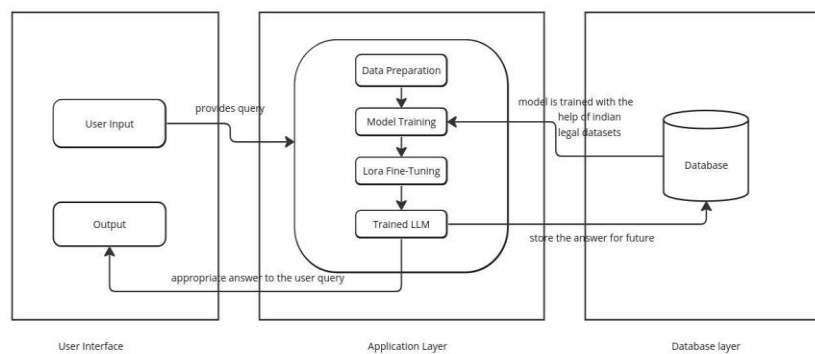 Data Preparation
provides query
User Input
Model Training
model is trained with the
help of indian
legal datasets
Lora Fine-Tuning
Database
Output
Trained LLM
store the answer for future
appropriate answer to the user query
User Interface
Application Layer
Database layer